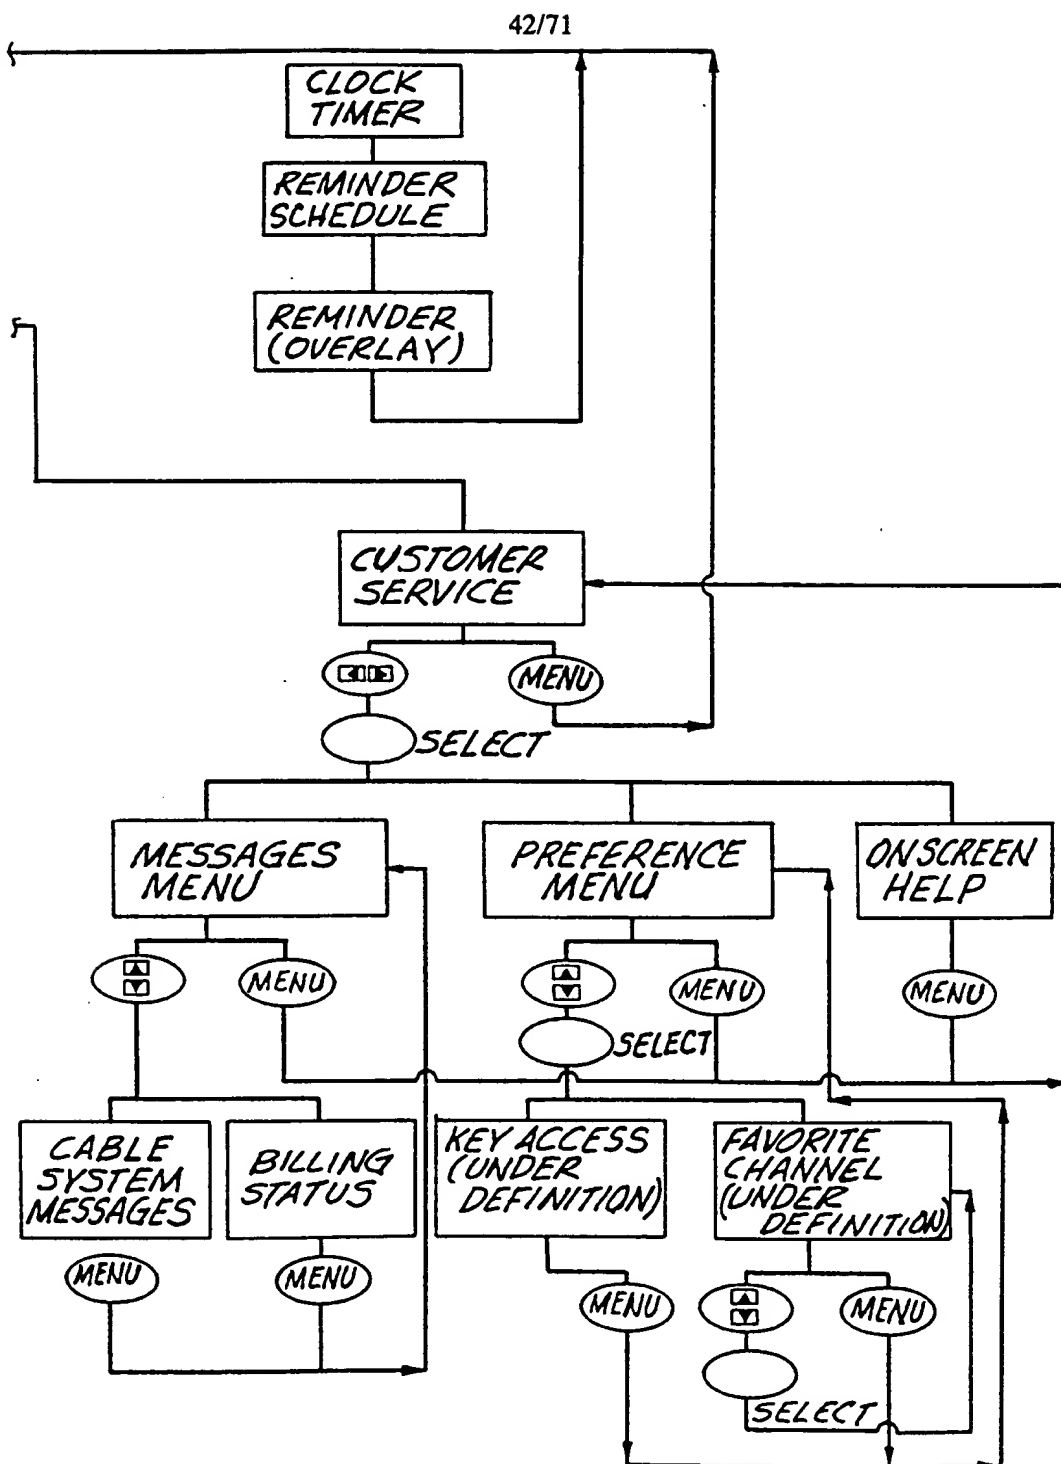 42/71
CLOCK
TIMER
REMINDER
SCHEDULE
REMINDER
(OVERLAY)
CUSTOMER
SERVICE
MENU
SELECT
MESSAGES
MENU
PREFERENCE
MENU
ONSCREEN
HELP
MENU
MENU
MENU
SELECT
CABLE
SYSTEM
MESSAGES
BILLING
STATUS
KEY ACCESS
(UNDER
DEFINITION)
FAVORITE
CHANNEL
(UNDER
DEFINITION)
MENU
MENU
MENU
MENU
SELECT